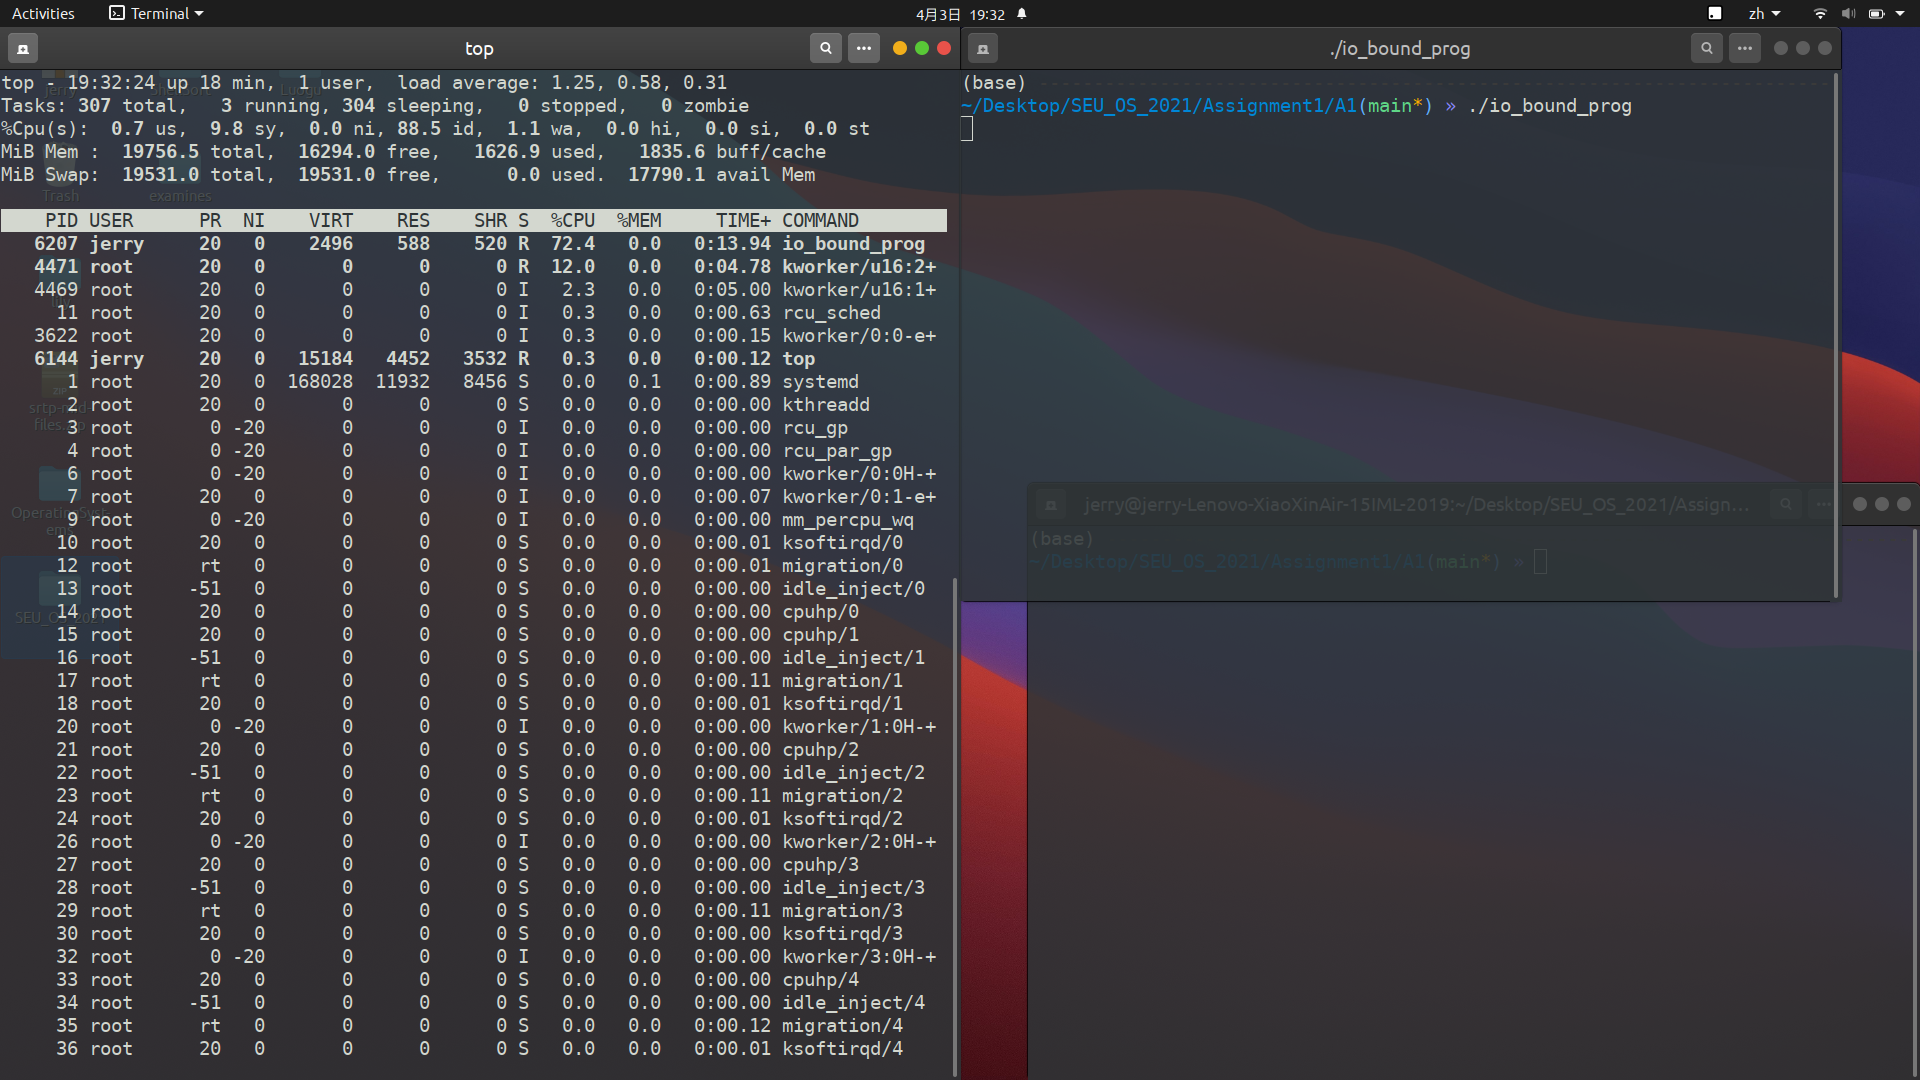 Activities
Terminal
4月3日 19:32
zh
top
top - 19:32:24 up 18 min,  1 user,  load average: 1.25, 0.58, 0.31
Tasks: 307 total,   3 running, 304 sleeping,   0 stopped,   0 zombie
%Cpu(s):  0.7 us,  9.8 sy,  0.0 ni, 88.5 id,  1.1 wa,  0.0 hi,  0.0 si,  0.0 st
MiB Mem :  19756.5 total,  16294.0 free,   1626.9 used,   1835.6 buff/cache
MiB Swap:  19531.0 total,  19531.0 free,      0.0 used.  17790.1 avail Mem
PID USER      PR  NI    VIRT    RES    SHR S  %CPU  %MEM     TIME+ COMMAND
6207 jerry     20   0    2496    588    520 R  72.4   0.0   0:13.94 io_bound_prog
4471 root      20   0       0      0      0 R  12.0   0.0   0:04.78 kworker/u16:2+
4469 root      20   0       0      0      0 I   2.3   0.0   0:05.00 kworker/u16:1+
11 root      20   0       0      0      0 I   0.3   0.0   0:00.63 rcu_sched
3622 root      20   0       0      0      0 I   0.3   0.0   0:00.15 kworker/0:0-e+
6144 jerry     20   0   15184   4452   3532 R   0.3   0.0   0:00.12 top
1 root      20   0  168028  11932   8456 S   0.0   0.1   0:00.89 systemd
2 root      20   0       0      0      0 S   0.0   0.0   0:00.00 kthreadd
3 root       0 -20       0      0      0 I   0.0   0.0   0:00.00 rcu_gp
4 root       0 -20       0      0      0 I   0.0   0.0   0:00.00 rcu_par_gp
6 root       0 -20       0      0      0 I   0.0   0.0   0:00.00 kworker/0:0H-+
7 root      20   0       0      0      0 I   0.0   0.0   0:00.07 kworker/0:1-e+
9 root       0 -20       0      0      0 I   0.0   0.0   0:00.00 mm_percpu_wq
10 root      20   0       0      0      0 S   0.0   0.0   0:00.01 ksoftirqd/0
12 root      rt   0       0      0      0 S   0.0   0.0   0:00.01 migration/0
13 root     -51   0       0      0      0 S   0.0   0.0   0:00.00 idle_inject/0
14 root      20   0       0      0      0 S   0.0   0.0   0:00.00 cpuhp/0
15 root      20   0       0      0      0 S   0.0   0.0   0:00.00 cpuhp/1
16 root     -51   0       0      0      0 S   0.0   0.0   0:00.00 idle_inject/1
17 root      rt   0       0      0      0 S   0.0   0.0   0:00.11 migration/1
18 root      20   0       0      0      0 S   0.0   0.0   0:00.01 ksoftirqd/1
20 root       0 -20       0      0      0 I   0.0   0.0   0:00.00 kworker/1:0H-+
21 root      20   0       0      0      0 S   0.0   0.0   0:00.00 cpuhp/2
22 root     -51   0       0      0      0 S   0.0   0.0   0:00.00 idle_inject/2
23 root      rt   0       0      0      0 S   0.0   0.0   0:00.11 migration/2
24 root      20   0       0      0      0 S   0.0   0.0   0:00.01 ksoftirqd/2
26 root       0 -20       0      0      0 I   0.0   0.0   0:00.00 kworker/2:0H-+
27 root      20   0       0      0      0 S   0.0   0.0   0:00.00 cpuhp/3
28 root     -51   0       0      0      0 S   0.0   0.0   0:00.00 idle_inject/3
29 root      rt   0       0      0      0 S   0.0   0.0   0:00.11 migration/3
30 root      20   0       0      0      0 S   0.0   0.0   0:00.00 ksoftirqd/3
32 root       0 -20       0      0      0 I   0.0   0.0   0:00.00 kworker/3:0H-+
33 root      20   0       0      0      0 S   0.0   0.0   0:00.00 cpuhp/4
34 root     -51   0       0      0      0 S   0.0   0.0   0:00.00 idle_inject/4
35 root      rt   0       0      0      0 S   0.0   0.0   0:00.12 migration/4
36 root      20   0       0      0      0 S   0.0   0.0   0:00.01 ksoftirqd/4
Trash
examines
SEU_OS_2021
./io_bound_prog
(base)
~/Desktop/SEU_OS_2021/Assignment1/A1(main*) » ./io_bound_prog
jerry@jerry-Lenovo-XiaoXinAir-15IML-2019:~/Desktop/SEU_OS_2021/Assign...
(base)
~/Desktop/SEU_OS_2021/Assignment1/A1(main*) »